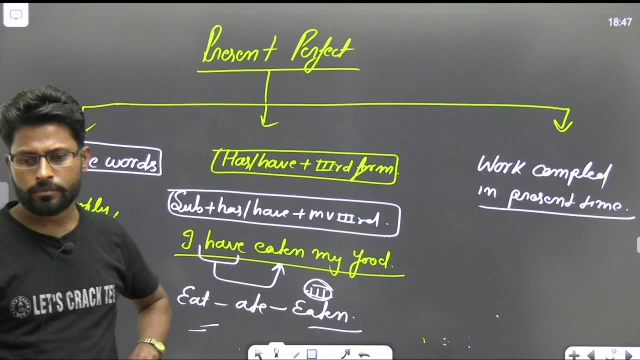 18:47
Present Perfect
words
Has/have + IIIrd form
Work compled
in present time.
Sub + has/have + mv IIIrd.
I have eaten my food.
III
Eat - ate - Eaten.
LET'S CRACK TET